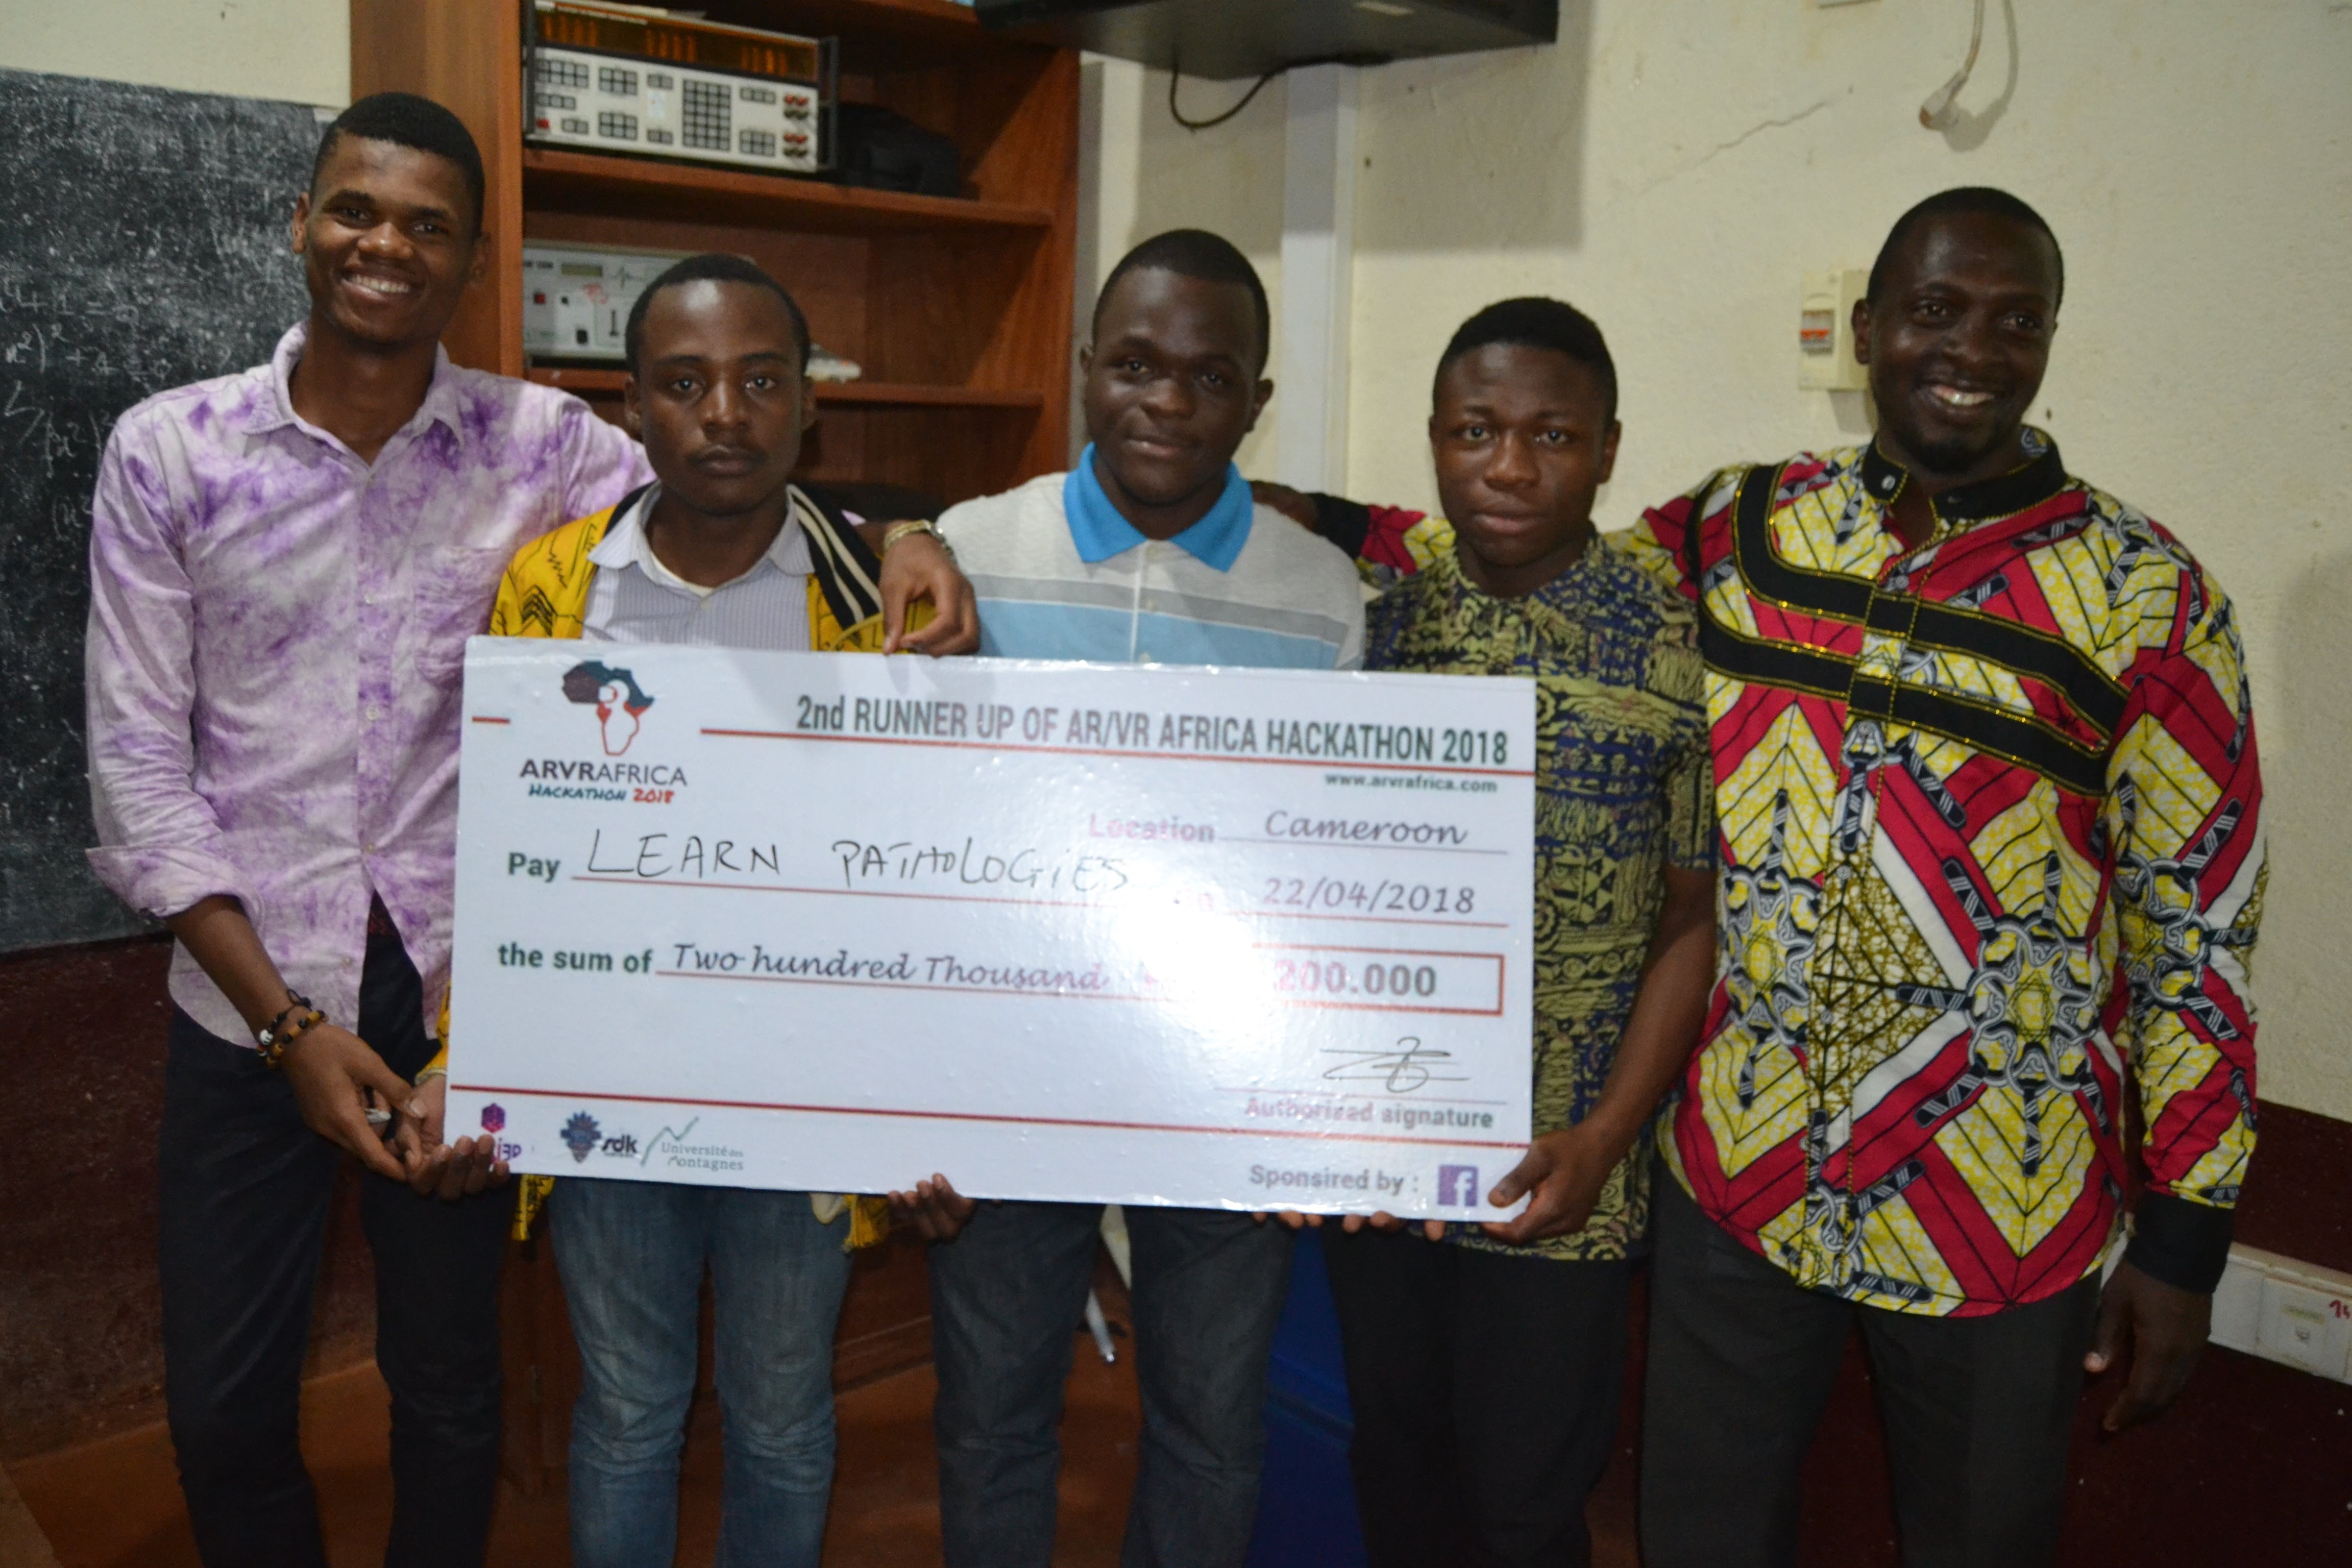 2nd RUNNER UP OF AR/VR AFRICA HACKATHON 2018
www.arvrafrica.com
ARVRAFRICA
HACKATHON 2018
Location Cameroon
Pay LEARN PATHOLOGIES
22/04/2018
the sum of Two hundred Thousand 200.000
Authorized signature
sdk
Université des
Montagnes
Sponsired by : f